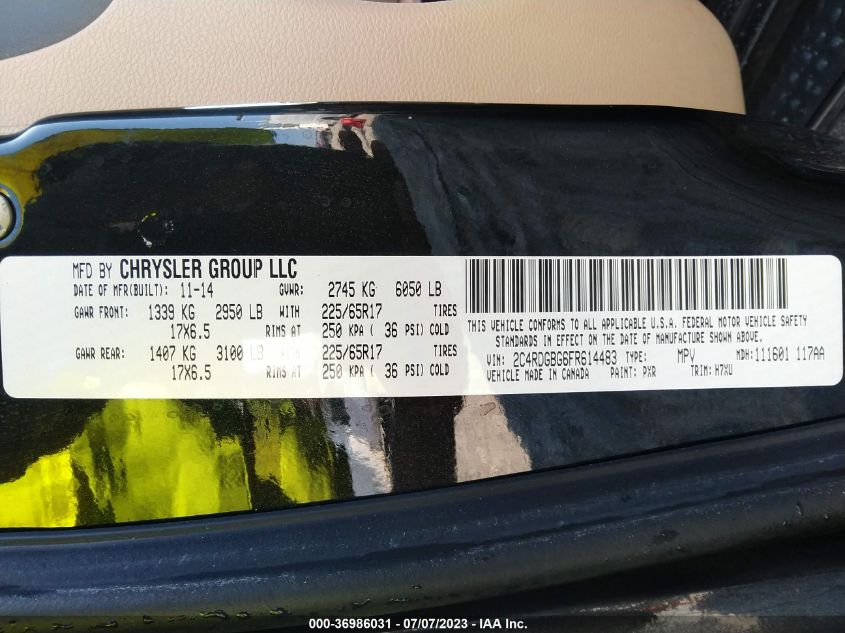 MFD BY CHRYSLER GROUP LLC
DATE OF MFR(BUILT): 11-14 GVWR: 2745 KG 6050 LB
GAWR FRONT: 1339 KG 2950 LB WITH 225/65R17 TIRES
17X6.5 RIMS AT 250 KPA ( 36 PSI) COLD
GAWR REAR: 1407 KG 3100 LB 225/65R17 TIRES
17X6.5 RIMS AT 250 KPA ( 36 PSI) COLD
THIS VEHICLE CONFORMS TO ALL APPLICABLE U.S.A. FEDERAL MOTOR VEHICLE SAFETY
STANDARDS IN EFFECT ON THE DATE OF MANUFACTURE SHOWN ABOVE.
VIN: 2C4RDGBG6FR614483 TYPE: MPV MDH: 111601 117AA
VEHICLE MADE IN CANADA PAINT: PXR TRIM: H7XU
000-36986031 - 07/07/2023 - IAA Inc.